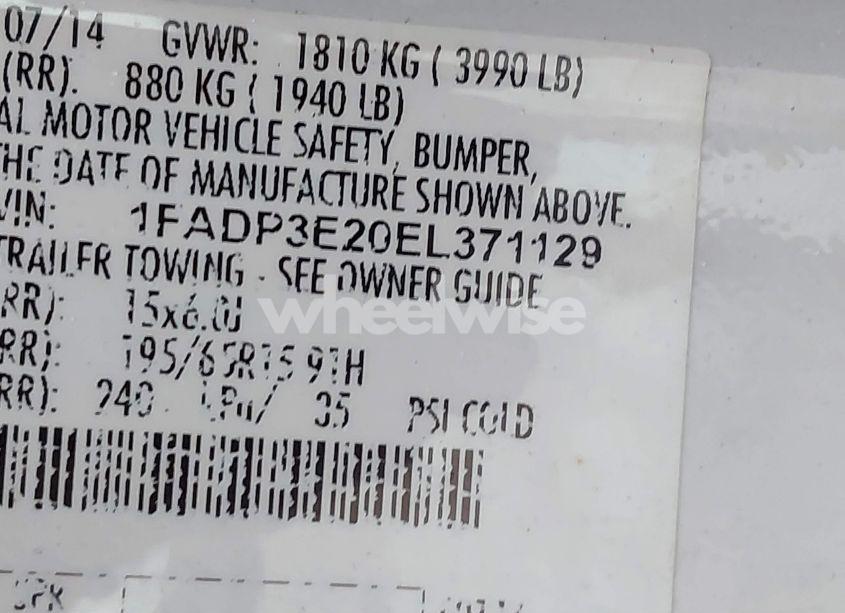 07/14 GVWR: 1810 KG ( 3990 LB)
(RR). 880 KG ( 1940 LB)
AL MOTOR VEHICLE SAFETY, BUMPER,
THE DATE OF MANUFACTURE SHOWN ABOVE.
VIN: 1FADP3E20EL371129
TRAILER TOWING - SEE OWNER GUIDE
RR): 15x6.0J
wheelwise
RR): 195/65R15 91H
RR): 240 kPa/ 35 PSI COLD